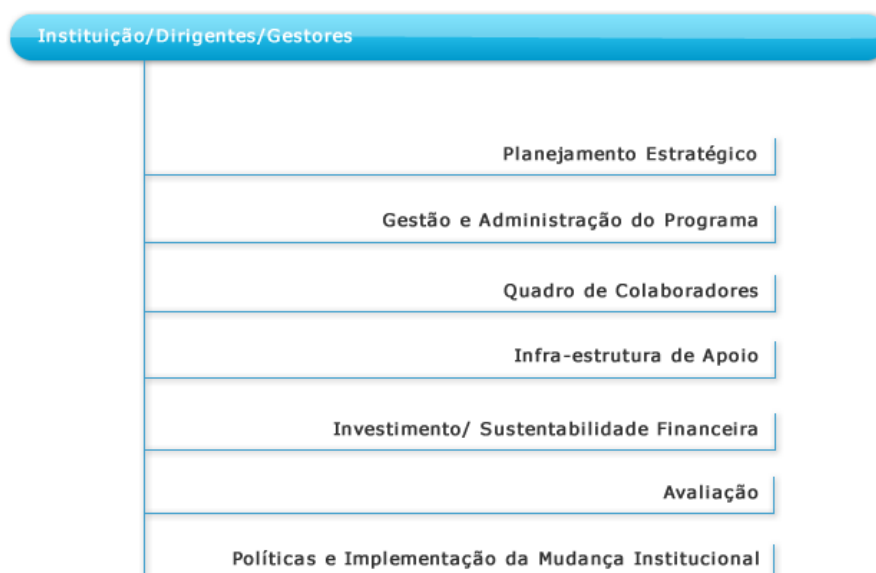 Instituição/Dirigentes/Gestores
Planejamento Estratégico
Gestão e Administração do Programa
Quadro de Colaboradores
Infra-estrutura de Apoio
Investimento/ Sustentabilidade Financeira
Avaliação
Políticas e Implementação da Mudança Institucional